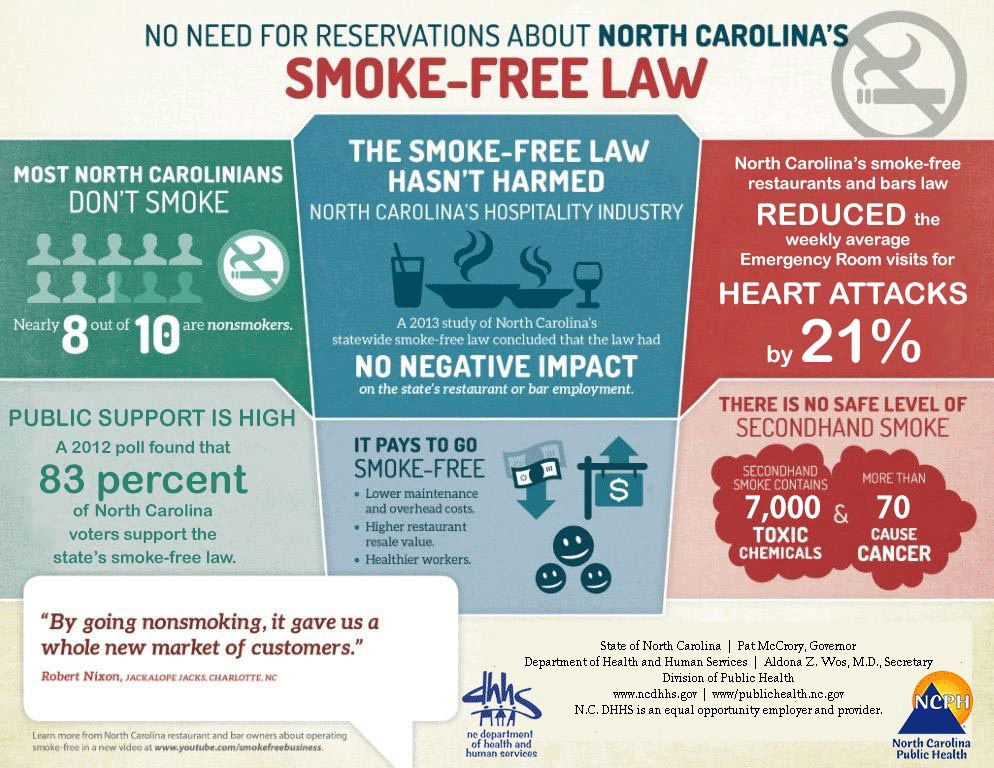 NO NEED FOR RESERVATIONS ABOUT NORTH CAROLINA'S
SMOKE-FREE LAW
MOST NORTH CAROLINIANS
DON'T SMOKE
Nearly 8 out of 10 are nonsmokers.
THE SMOKE-FREE LAW
HASN'T HARMED
NORTH CAROLINA'S HOSPITALITY INDUSTRY
A 2013 study of North Carolina's
statewide smoke-free law concluded that the law had
NO NEGATIVE IMPACT
on the state's restaurant or bar employment.
North Carolina's smoke-free
restaurants and bars law
REDUCED the
weekly average
Emergency Room visits for
HEART ATTACKS
by 21%
PUBLIC SUPPORT IS HIGH
A 2012 poll found that
83 percent
of North Carolina
voters support the
state's smoke-free law.
IT PAYS TO GO
SMOKE-FREE
• Lower maintenance
and overhead costs.
• Higher restaurant
resale value.
• Healthier workers.
$
THERE IS NO SAFE LEVEL OF
SECONDHAND SMOKE
SECONDHAND
SMOKE CONTAINS
7,000
TOXIC
CHEMICALS
&
MORE THAN
70
CAUSE
CANCER
"By going nonsmoking, it gave us a
whole new market of customers."
Robert Nixon, JACKALOPE JACKS, CHARLOTTE, NC
Learn more from North Carolina restaurant and bar owners about operating
smoke-free in a new video at www.youtube.com/smokefreebusiness.
State of North Carolina | Pat McCrory, Governor
Department of Health and Human Services | Aldona Z. Wos, M.D., Secretary
Division of Public Health
www.ncdhhs.gov | www/publichealth.nc.gov
N.C. DHHS is an equal opportunity employer and provider.
dhhs
nc department
of health and
human services
NCPH
North Carolina
Public Health